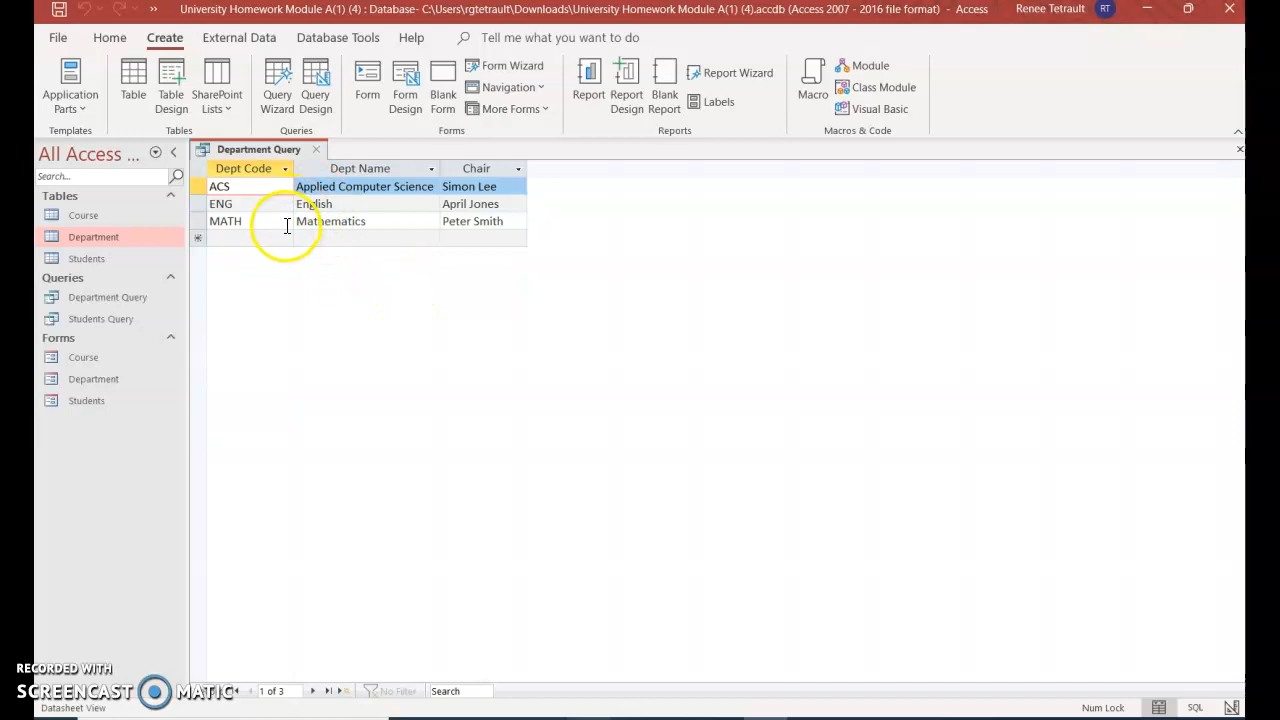 University Homework Module A(1) (4) : Database- C:\Users\rgtetrault\Downloads\University Homework Module A(1) (4).accdb (Access 2007 - 2016 file format) - Access
Renee Tetrault RT
File Home Create External Data Database Tools Help Tell me what you want to do
Application Parts
Table
Table Design
SharePoint Lists
Query Wizard
Query Design
Form
Form Design
Blank Form
Form Wizard
Navigation
More Forms
Report
Report Design
Blank Report
Report Wizard
Labels
Macro
Module
Class Module
Visual Basic
Templates Tables Queries Forms Reports Macros & Code
All Access ...
Search...
Tables
Course
Department
Students
Queries
Department Query
Students Query
Forms
Course
Department
Students
Department Query
Dept Code Dept Name Chair
ACS Applied Computer Science Simon Lee
ENG English April Jones
MATH Mathematics Peter Smith
RECORDED WITH
SCREENCAST MATIC
1 of 3 No Filter Search
Datasheet View Num Lock SQL